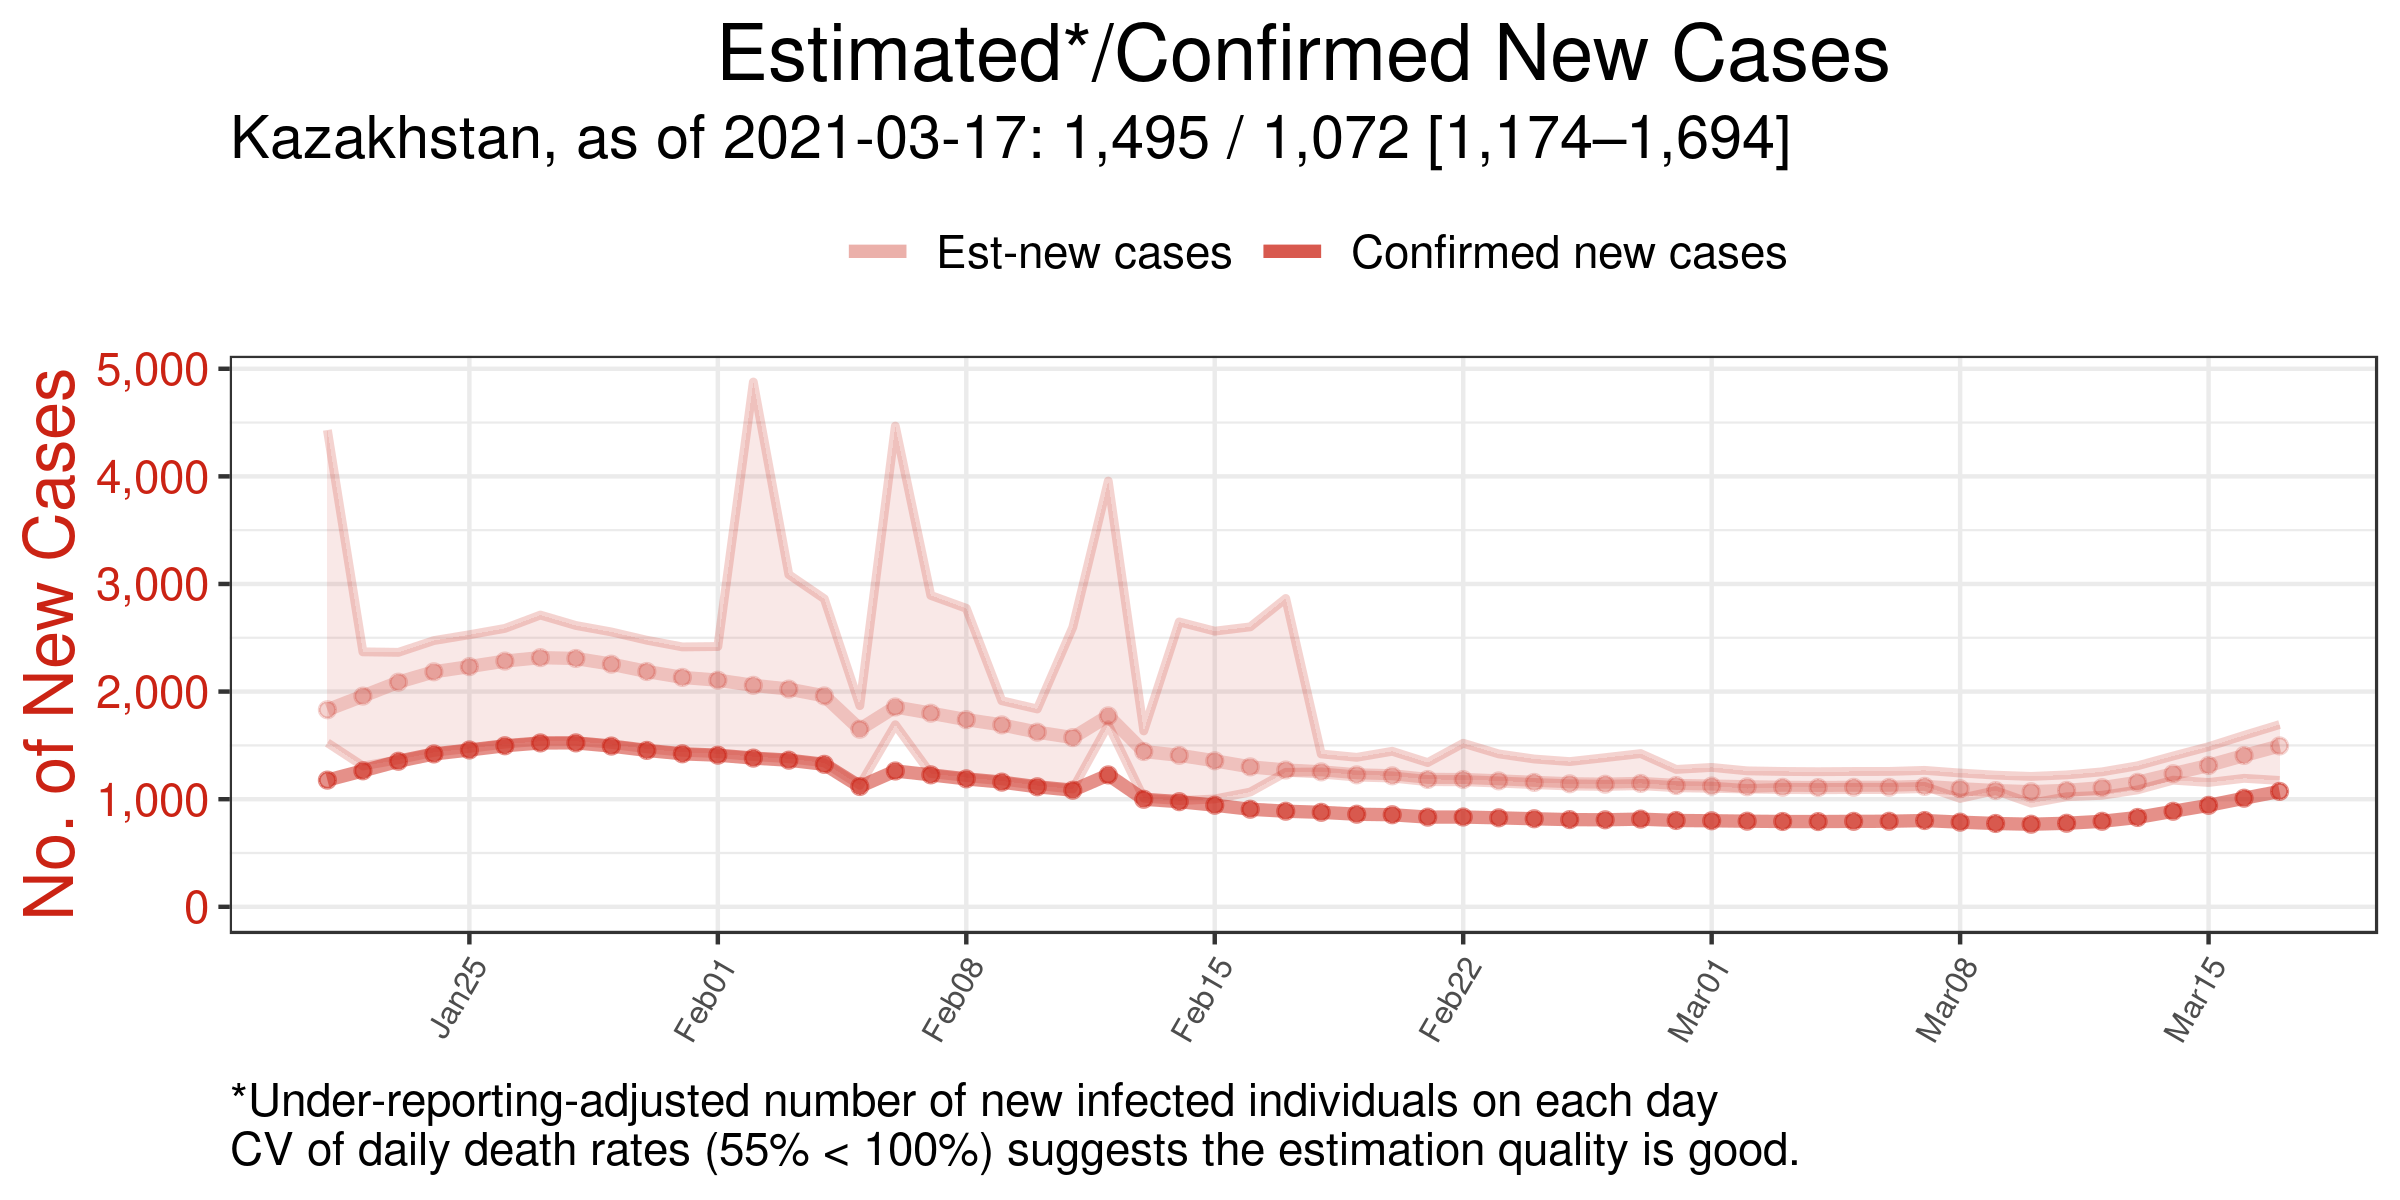 Estimated*/Confirmed New Cases
Kazakhstan, as of 2021-03-17: 1,495 / 1,072 [1,174–1,694]
Est-new cases
Confirmed new cases
No. of New Cases
5,000
4,000
3,000
2,000
1,000
0
Jan25
Feb01
Feb08
Feb15
Feb22
Mar01
Mar08
Mar15
*Under-reporting-adjusted number of new infected individuals on each day
CV of daily death rates (55% < 100%) suggests the estimation quality is good.